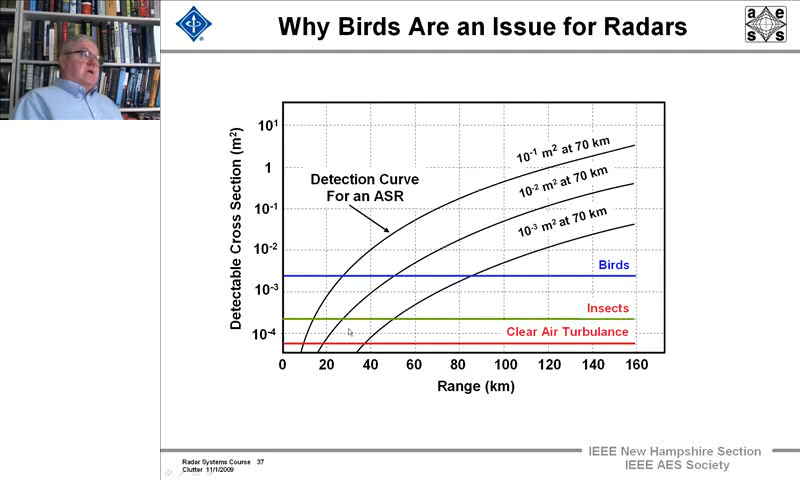 Why Birds Are an Issue for Radars
a e
s s
Detectable Cross Section (m²)
10¹
1
10⁻¹
10⁻²
10⁻³
10⁻⁴
Detection Curve
For an ASR
10⁻¹ m² at 70 km
10⁻² m² at 70 km
10⁻³ m² at 70 km
Birds
Insects
Clear Air Turbulance
0 20 40 60 80 100 120 140 160
Range (km)
Radar Systems Course 37
Clutter 11/1/2009
IEEE New Hampshire Section
IEEE AES Society